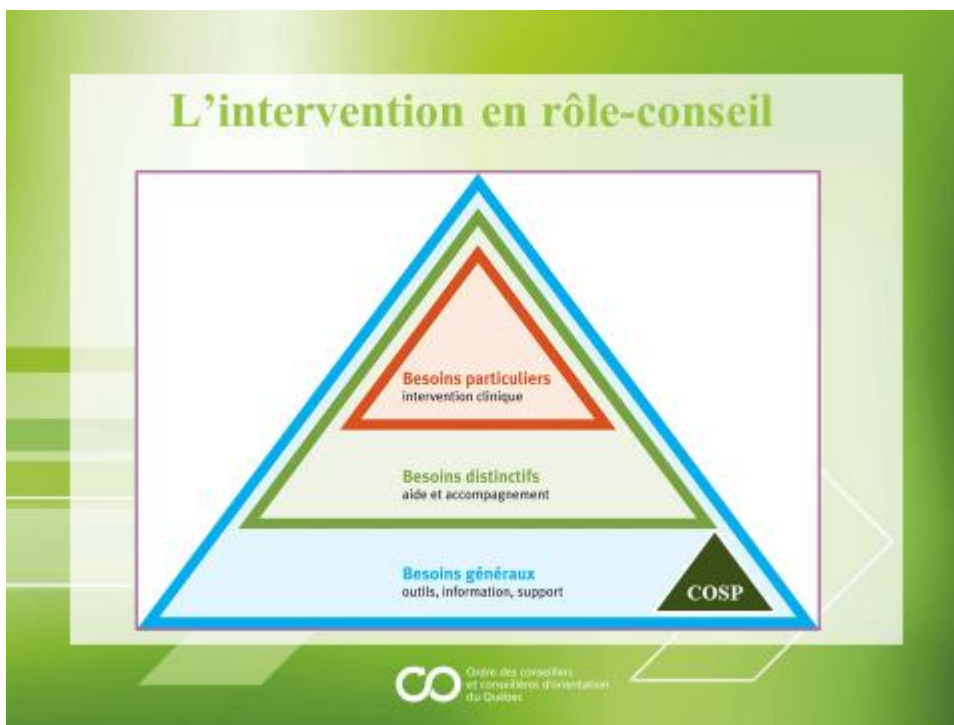 L’intervention en rôle-conseil
Besoins particuliers
intervention clinique
Besoins distinctifs
aide et accompagnement
Besoins généraux
outils, information, support
COSP
CO
Ordre des conseillers
et conseillères d'orientation
du Québec